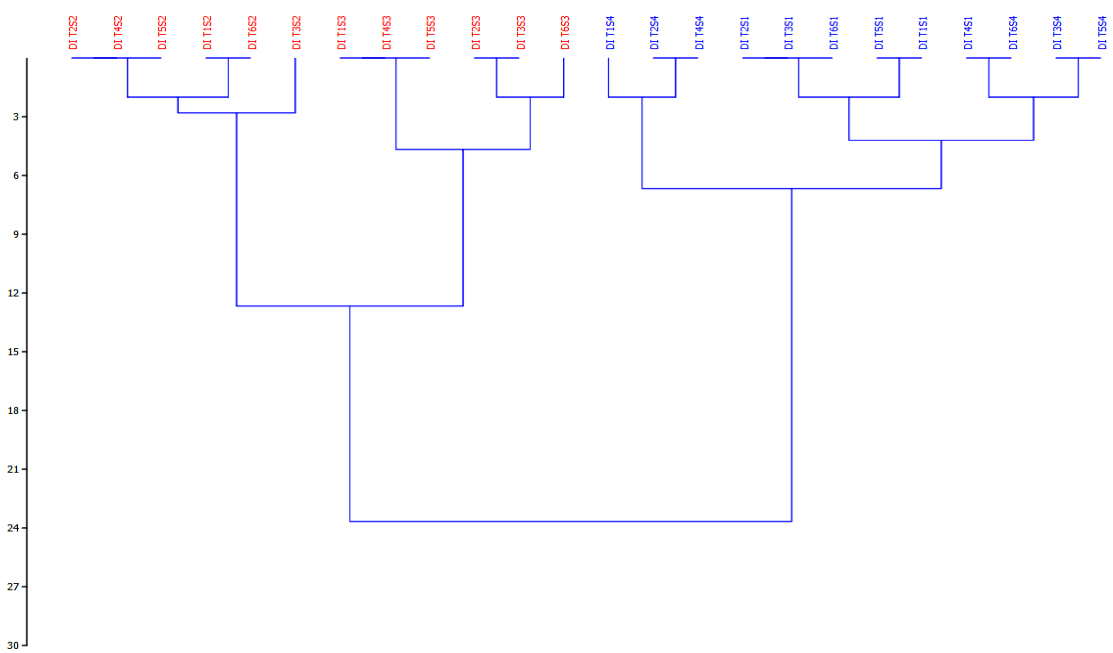 DIT2S2
DIT4S2
DIT5S2
DIT1S2
DIT6S2
DIT3S2
DIT1S3
DIT4S3
DIT5S3
DIT2S3
DIT3S3
DIT6S3
DIT1S4
DIT2S4
DIT4S4
DIT2S1
DIT3S1
DIT6S1
DIT5S1
DIT1S1
DIT4S1
DIT6S4
DIT3S4
DIT5S4
3
6
9
12
15
18
21
24
27
30